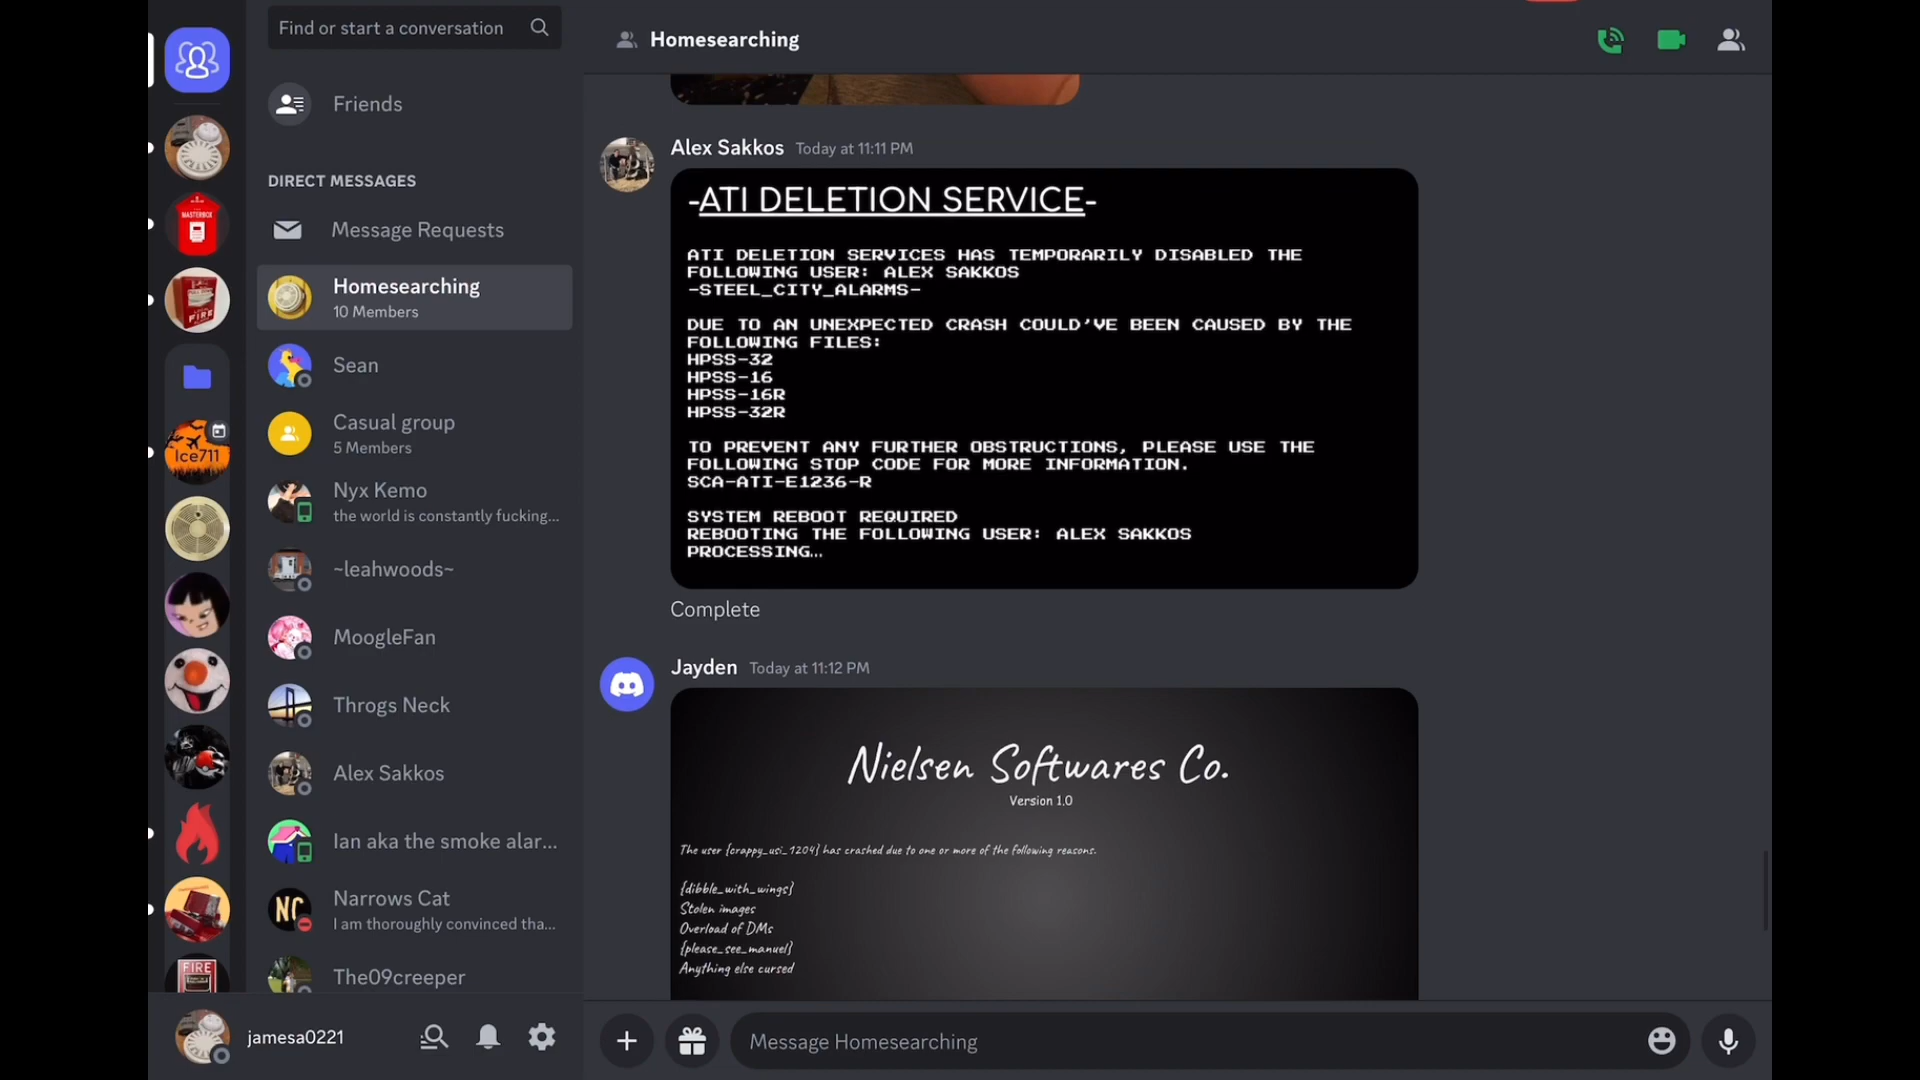 Find or start a conversation
Friends
DIRECT MESSAGES
Message Requests
Homesearching
10 Members
Sean
Casual group
5 Members
Nyx Kemo
the world is constantly fucking...
~leahwoods~
MoogleFan
Throgs Neck
Alex Sakkos
Ian aka the smoke alar...
Narrows Cat
I am thoroughly convinced tha...
The09creeper
jamesa0221
MASTERBOX
FIRE
Ice711
NC
FIRE
Homesearching
Alex Sakkos Today at 11:11 PM
-ATI DELETION SERVICE-
ATI DELETION SERVICES HAS TEMPORARILY DISABLED THE
FOLLOWING USER: ALEX SAKKOS
-STEEL_CITY_ALARMS-
DUE TO AN UNEXPECTED CRASH COULD'VE BEEN CAUSED BY THE
FOLLOWING FILES:
HPSS-32
HPSS-16
HPSS-16R
HPSS-32R
TO PREVENT ANY FURTHER OBSTRUCTIONS, PLEASE USE THE
FOLLOWING STOP CODE FOR MORE INFORMATION.
SCA-ATI-E1236-R
SYSTEM REBOOT REQUIRED
REBOOTING THE FOLLOWING USER: ALEX SAKKOS
PROCESSING...
Complete
Jayden Today at 11:12 PM
Nielsen Softwares Co.
Version 1.0
The user {crappy_usi_1204} has crashed due to one or more of the following reasons.
{dibble_with_wings}
Stolen images
Overload of DMs
{please_see_manuel}
Anything else cursed
Message Homesearching